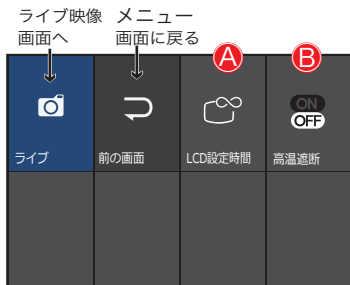 ライブ映像
画面へ
メニュー
画面に戻る
A
B
ON
OFF
ライブ
前の画面
LCD設定時間
高温遮断